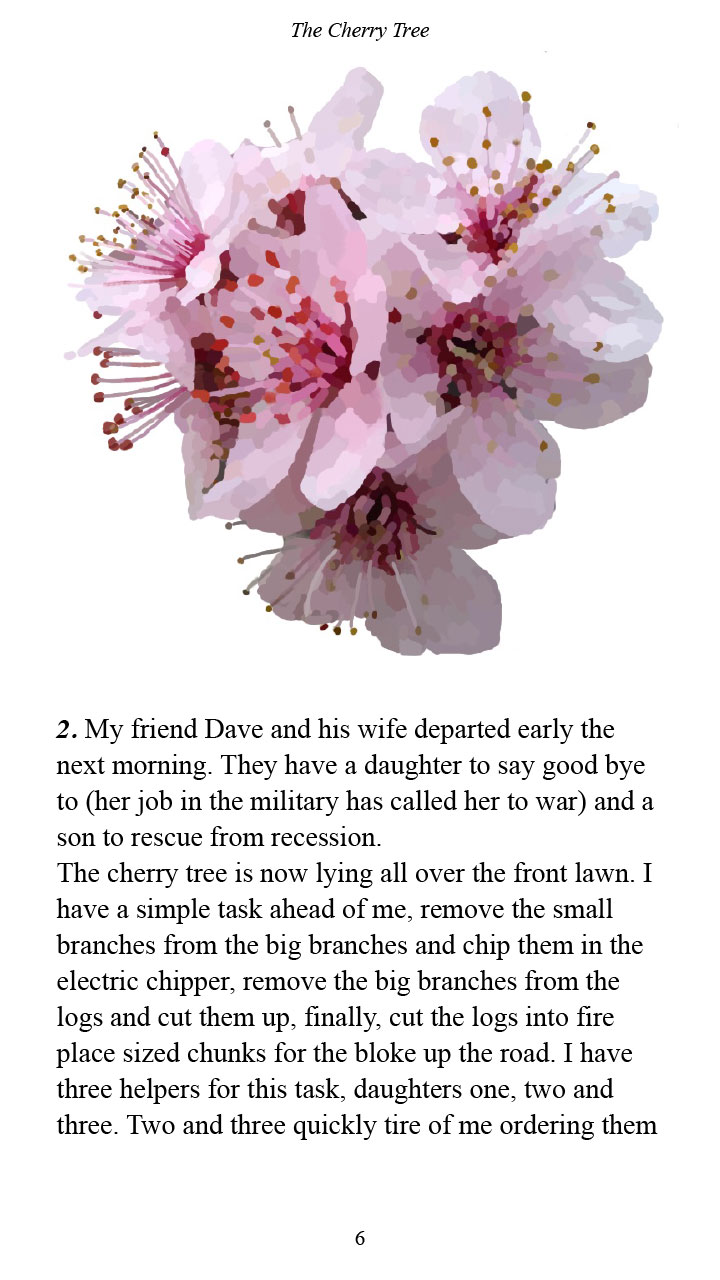 The Cherry Tree
2. My friend Dave and his wife departed early the
next morning. They have a daughter to say good bye
to (her job in the military has called her to war) and a
son to rescue from recession.
The cherry tree is now lying all over the front lawn. I
have a simple task ahead of me, remove the small
branches from the big branches and chip them in the
electric chipper, remove the big branches from the
logs and cut them up, finally, cut the logs into fire
place sized chunks for the bloke up the road. I have
three helpers for this task, daughters one, two and
three. Two and three quickly tire of me ordering them
6